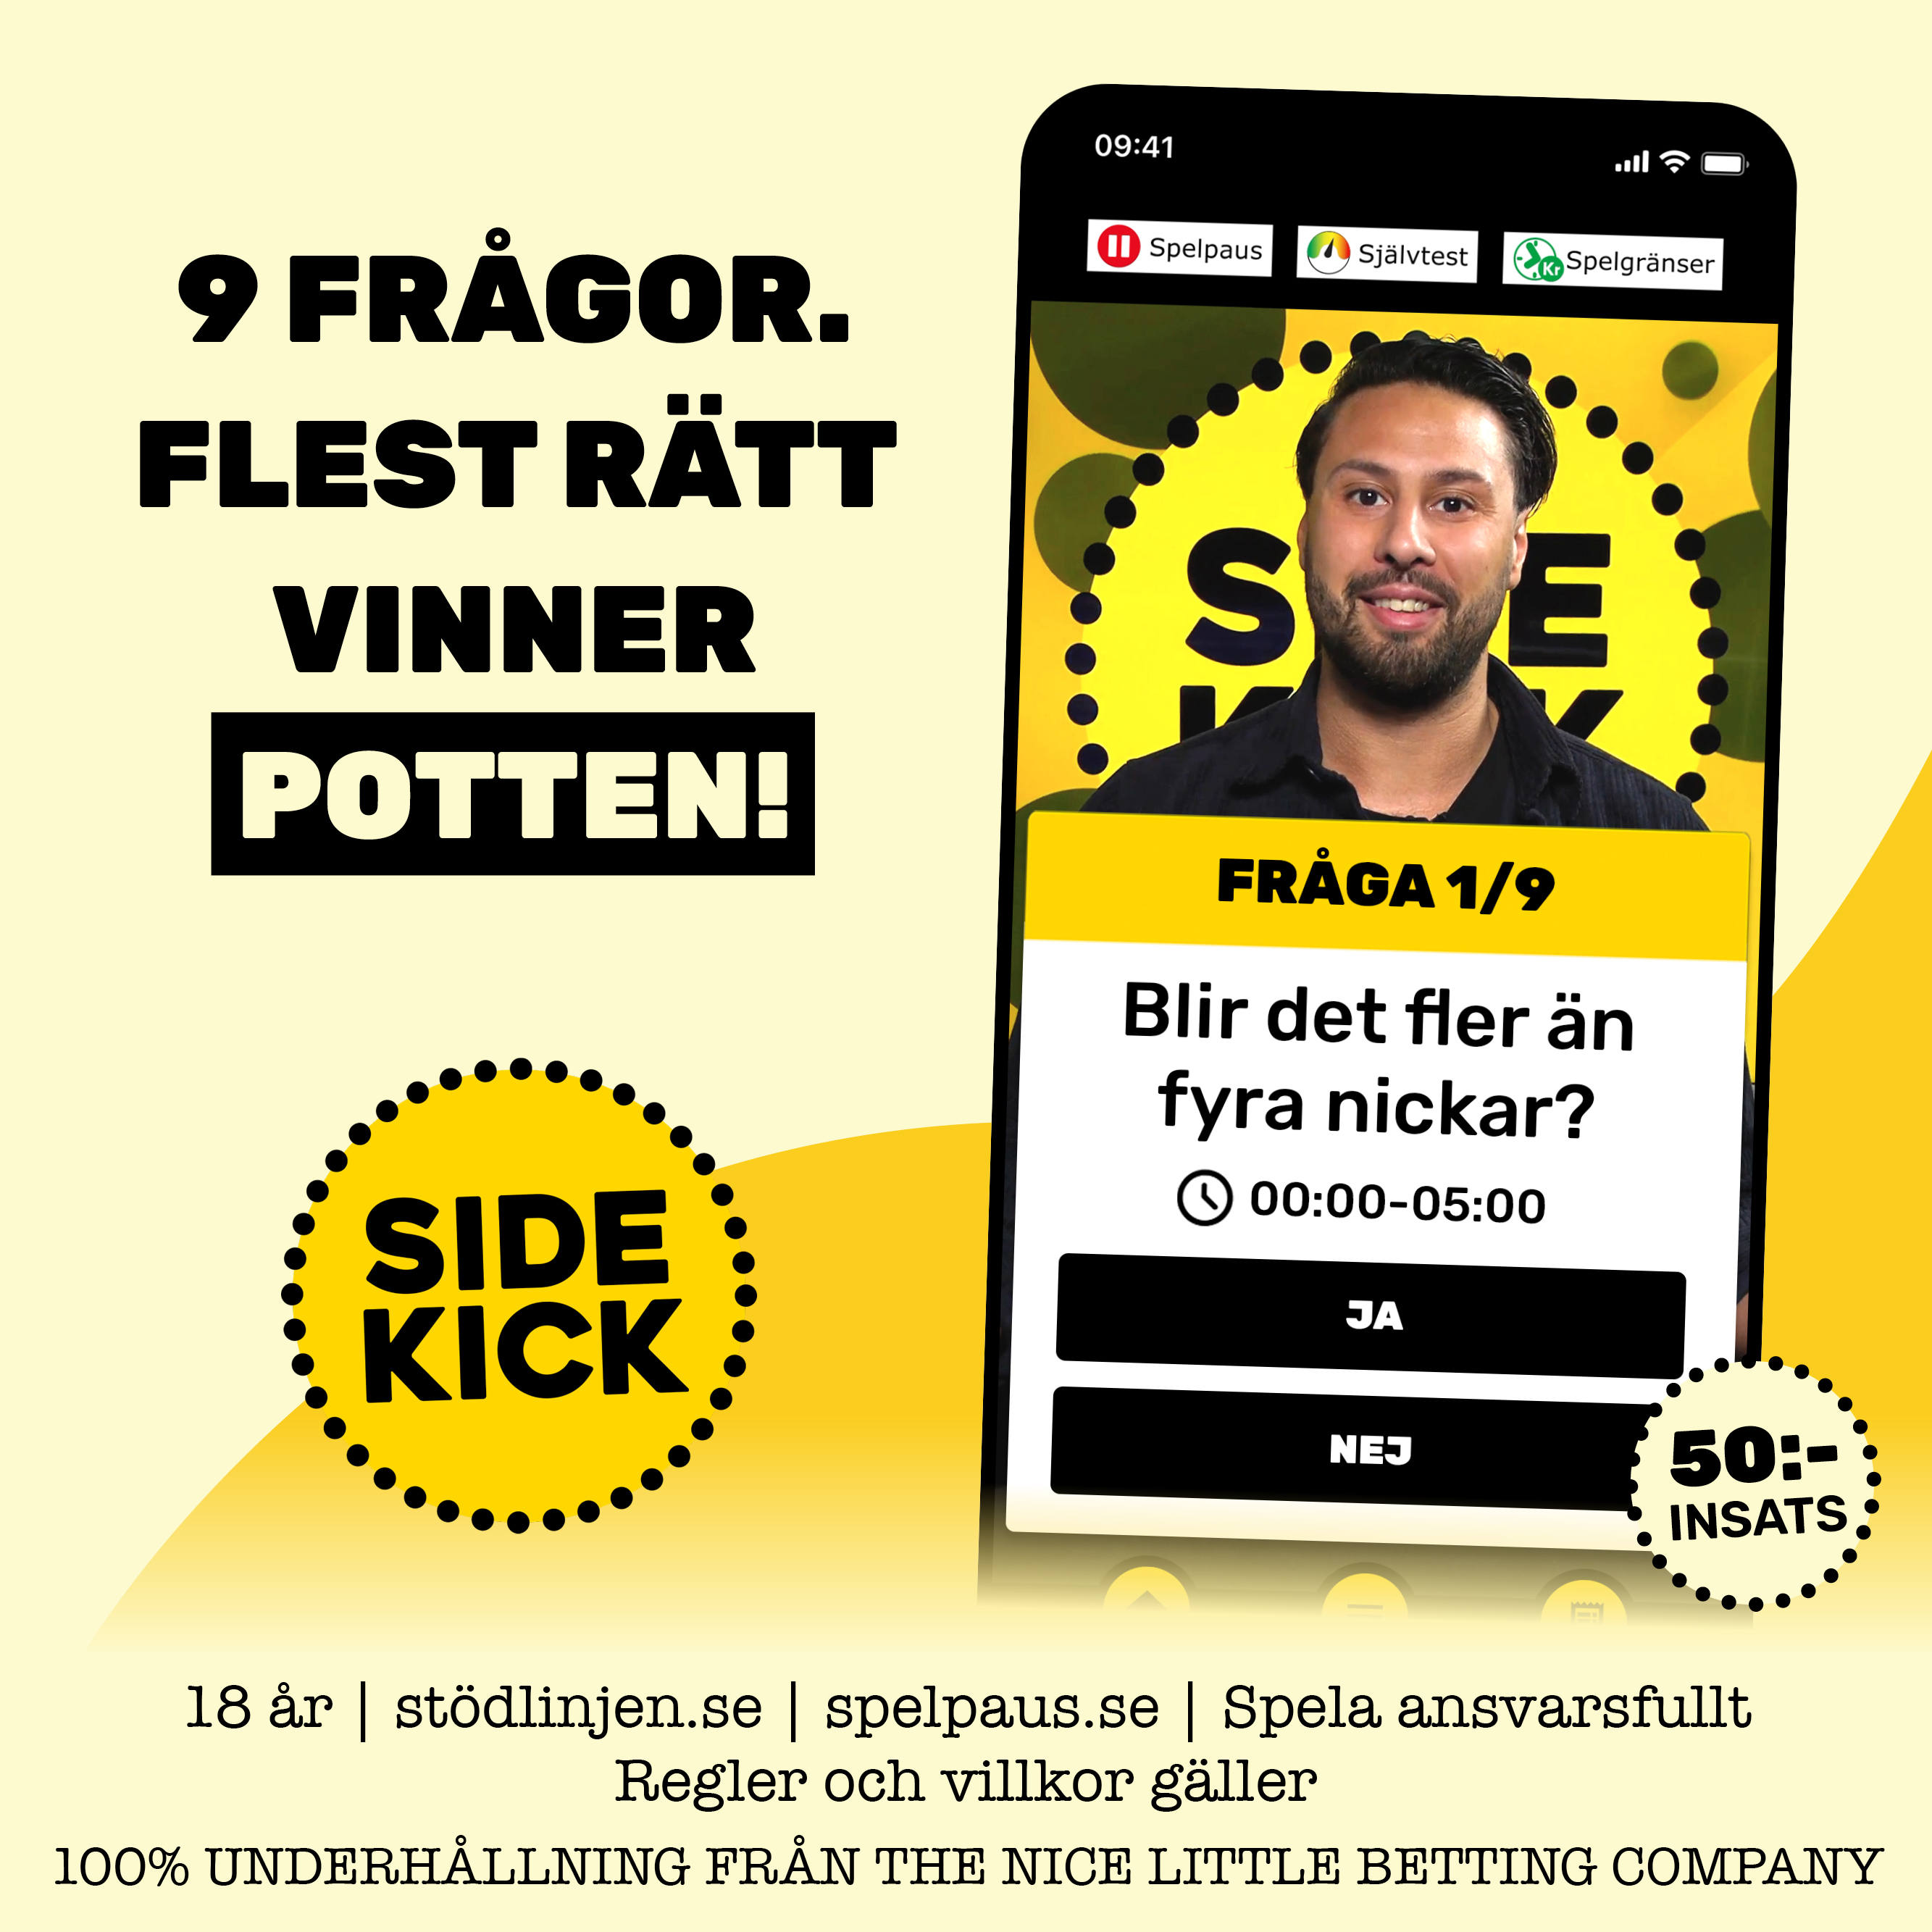 9 FRÅGOR.
FLEST RÄTT
VINNER
POTTEN!
SIDE
KICK
09:41
Spelpaus
Självtest
Kr
Spelgränser
FRÅGA 1/9
Blir det fler än
fyra nickar?
00:00-05:00
JA
NEJ
50:-
INSATS
18 år | stödlinjen.se | spelpaus.se | Spela ansvarsfullt
Regler och villkor gäller
100% UNDERHÅLLNING FRÅN THE NICE LITTLE BETTING COMPANY